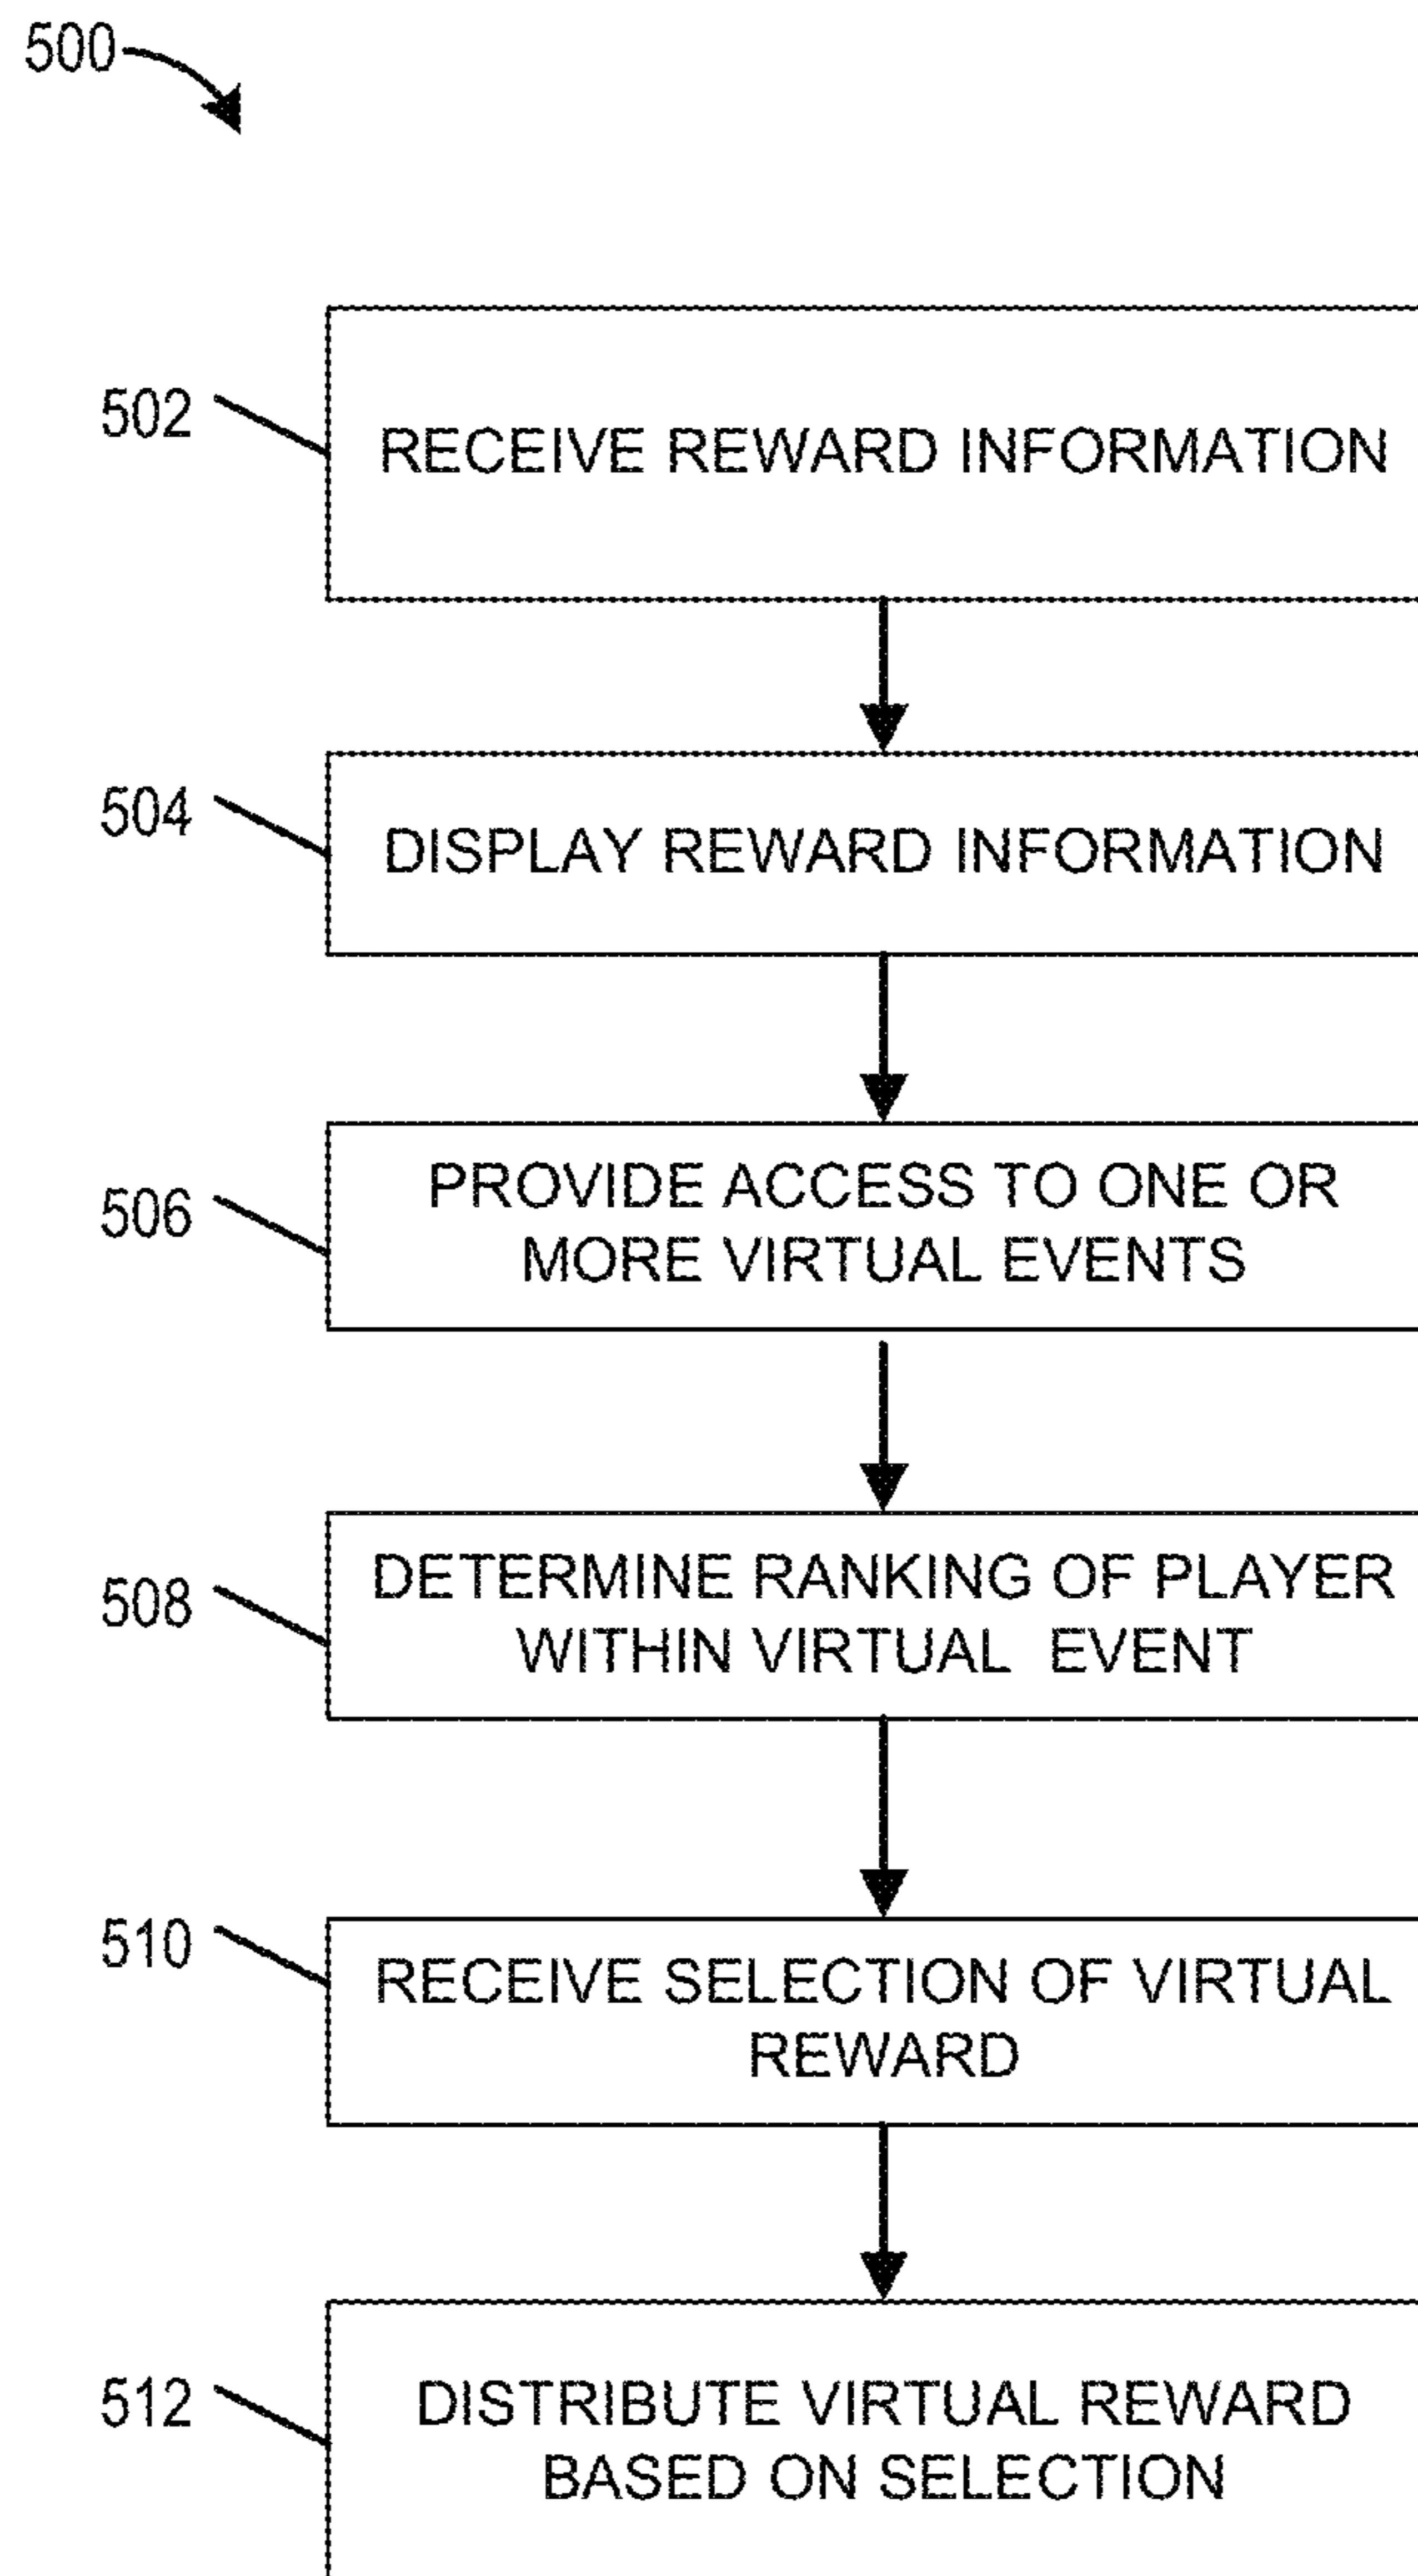 500
502
RECEIVE REWARD INFORMATION
504
DISPLAY REWARD INFORMATION
506
PROVIDE ACCESS TO ONE OR
MORE VIRTUAL EVENTS
508
DETERMINE RANKING OF PLAYER
WITHIN VIRTUAL EVENT
510
RECEIVE SELECTION OF VIRTUAL
REWARD
512
DISTRIBUTE VIRTUAL REWARD
BASED ON SELECTION